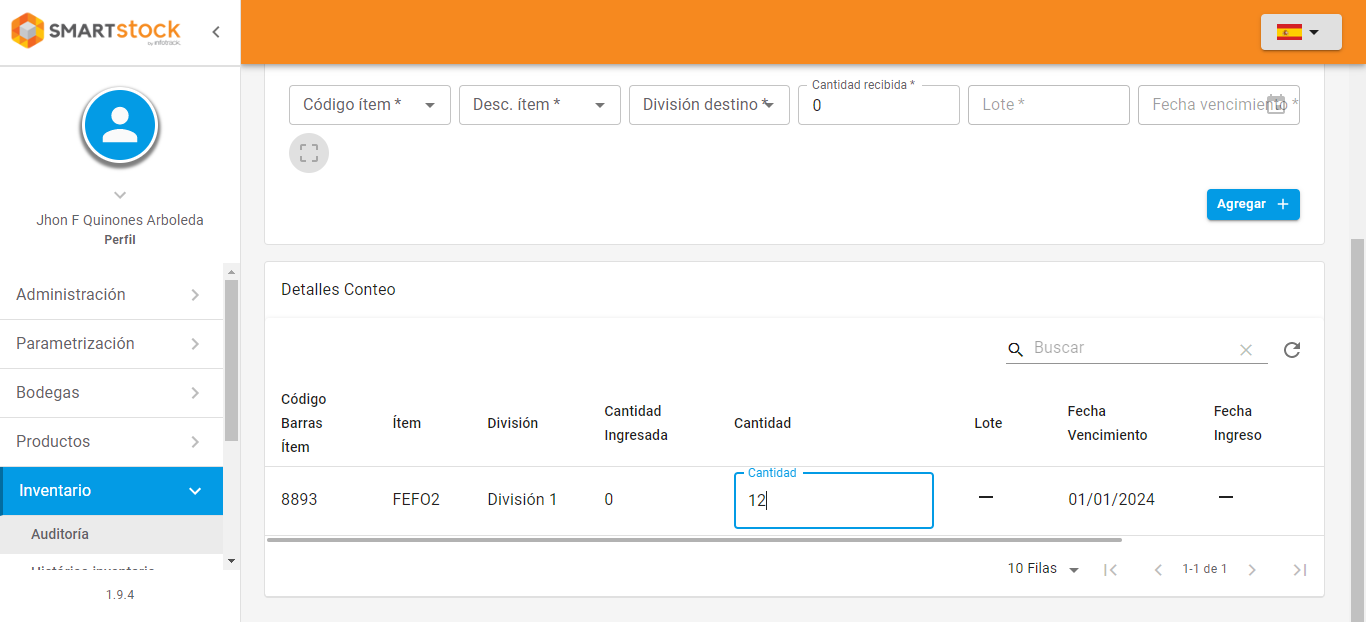 SMARTSTOCK
by infotrack.
Jhon F Quinones Arboleda
Perfil
Administración
Parametrización
Bodegas
Productos
Inventario
Auditoría
Histórico inventario
1.9.4
Código ítem *
Desc. ítem *
División destino *
Cantidad recibida *
0
Lote *
Fecha vencimiento *
Agregar +
Detalles Conteo
Buscar
Código Barras Ítem
Ítem
División
Cantidad Ingresada
Cantidad
Lote
Fecha Vencimiento
Fecha Ingreso
8893
FEFO2
División 1
0
Cantidad
12
—
01/01/2024
—
10 Filas
1-1 de 1